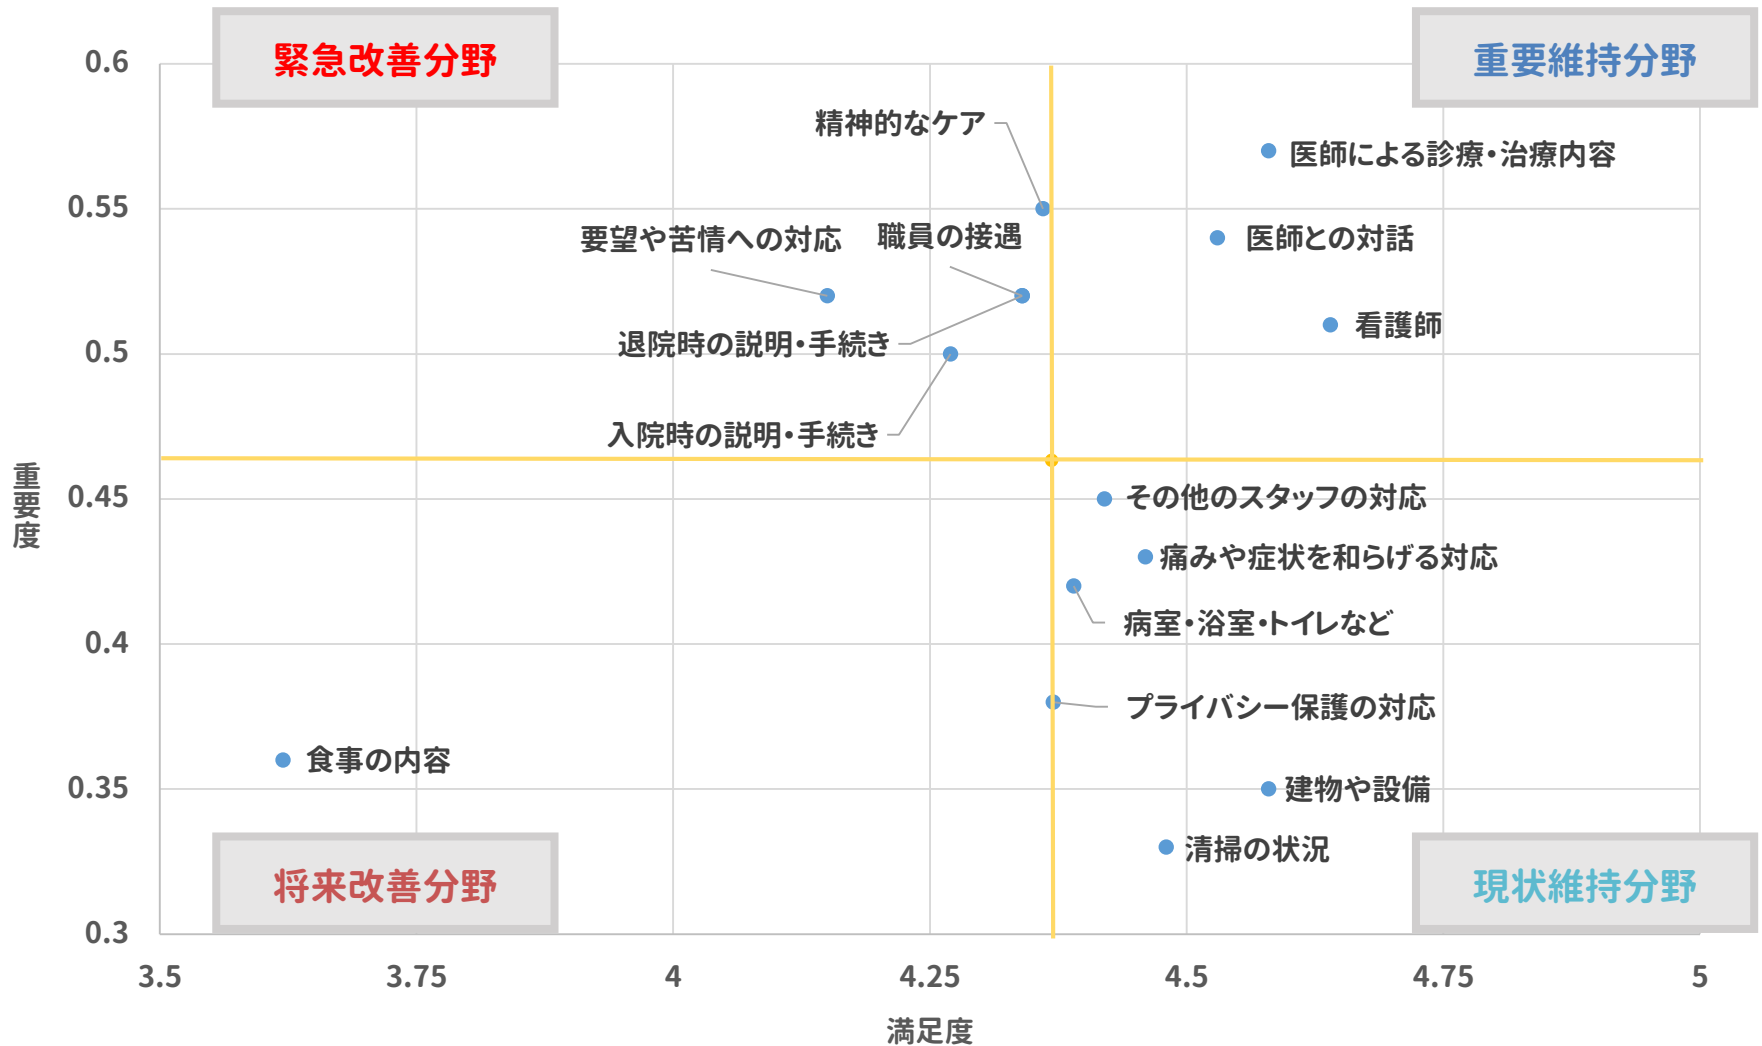 緊急改善分野
重要維持分野
0.6
精神的なケア
医師による診療・治療内容
0.55
要望や苦情への対応
職員の接遇
医師との対話
看護師
退院時の説明・手続き
0.5
入院時の説明・手続き
重要度
0.45
その他のスタッフの対応
痛みや症状を和らげる対応
病室・浴室・トイレなど
0.4
プライバシー保護の対応
食事の内容
0.35
建物や設備
清掃の状況
将来改善分野
現状維持分野
0.3
3.5
3.75
4
4.25
4.5
4.75
5
満足度